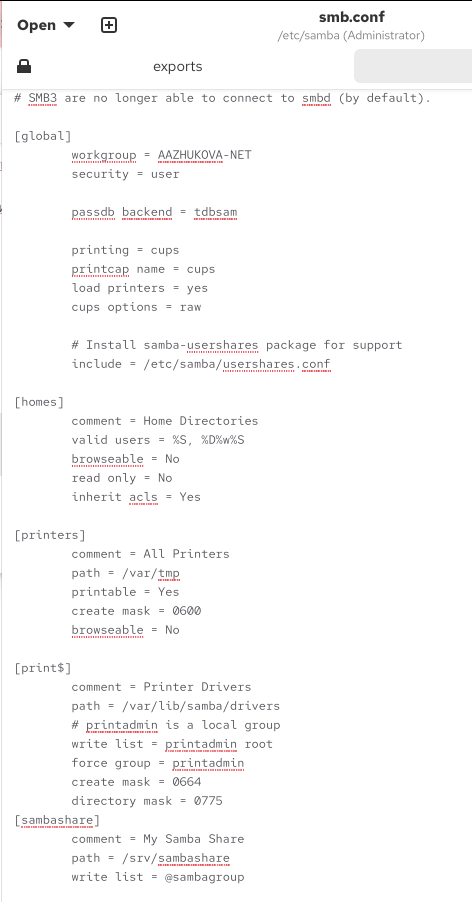 Open
smb.conf
/etc/samba (Administrator)
exports
# SMB3 are no longer able to connect to smbd (by default).
[global]
workgroup = AAZHUKOVA-NET
security = user
passdb backend = tdbsam
printing = cups
printcap name = cups
load printers = yes
cups options = raw
# Install samba-usershares package for support
include = /etc/samba/usershares.conf
[homes]
comment = Home Directories
valid users = %S, %D%w%S
browseable = No
read only = No
inherit acls = Yes
[printers]
comment = All Printers
path = /var/tmp
printable = Yes
create mask = 0600
browseable = No
[print$]
comment = Printer Drivers
path = /var/lib/samba/drivers
# printadmin is a local group
write list = printadmin root
force group = printadmin
create mask = 0664
directory mask = 0775
[sambashare]
comment = My Samba Share
path = /srv/sambashare
write list = @sambagroup